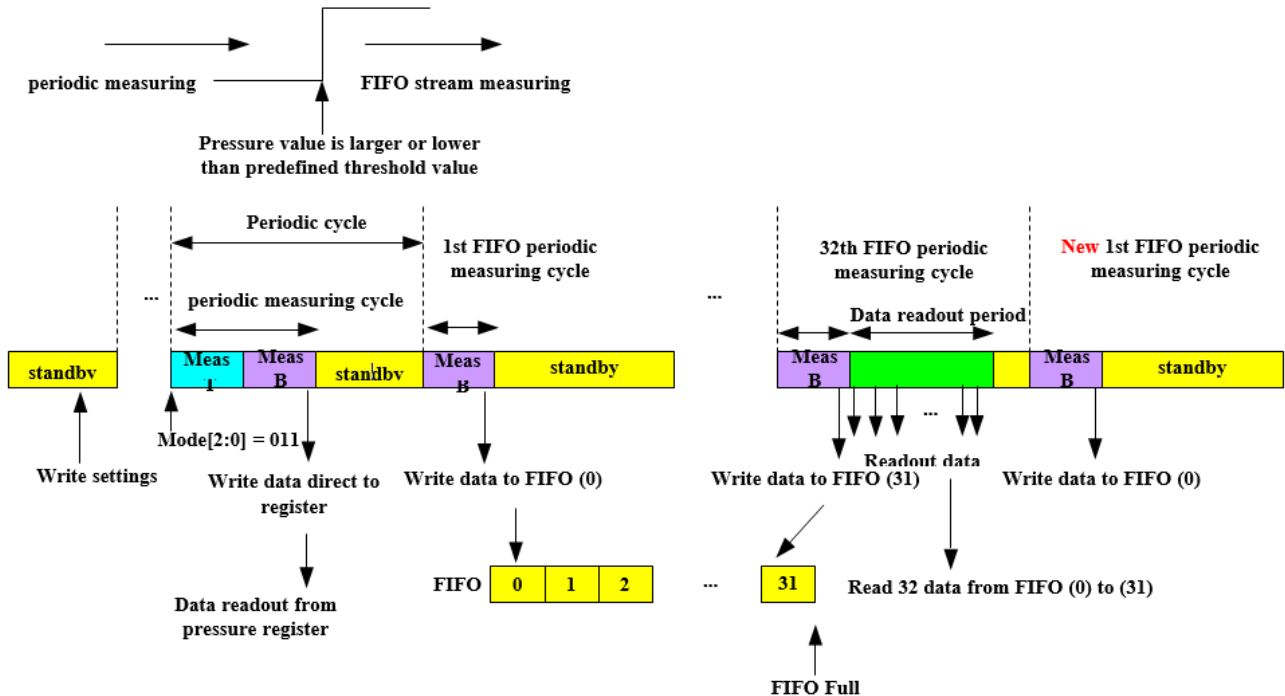 periodic measuring
FIFO stream measuring
Pressure value is larger or lower
than predefined threshold value
Periodic cycle
1st FIFO periodic
measuring cycle
32th FIFO periodic
measuring cycle
New 1st FIFO periodic
measuring cycle
...
periodic measuring cycle
...
Data readout period
standby
Meas
T
Meas
B
standby
Meas
B
standby
Meas
B
Meas
B
standby
Mode[2:0] = 011
...
Write settings
Write data direct to
register
Write data to FIFO (0)
Readout data
Write data to FIFO (31)
Write data to FIFO (0)
FIFO
0
1
2
...
31
Read 32 data from FIFO (0) to (31)
Data readout from
pressure register
FIFO Full